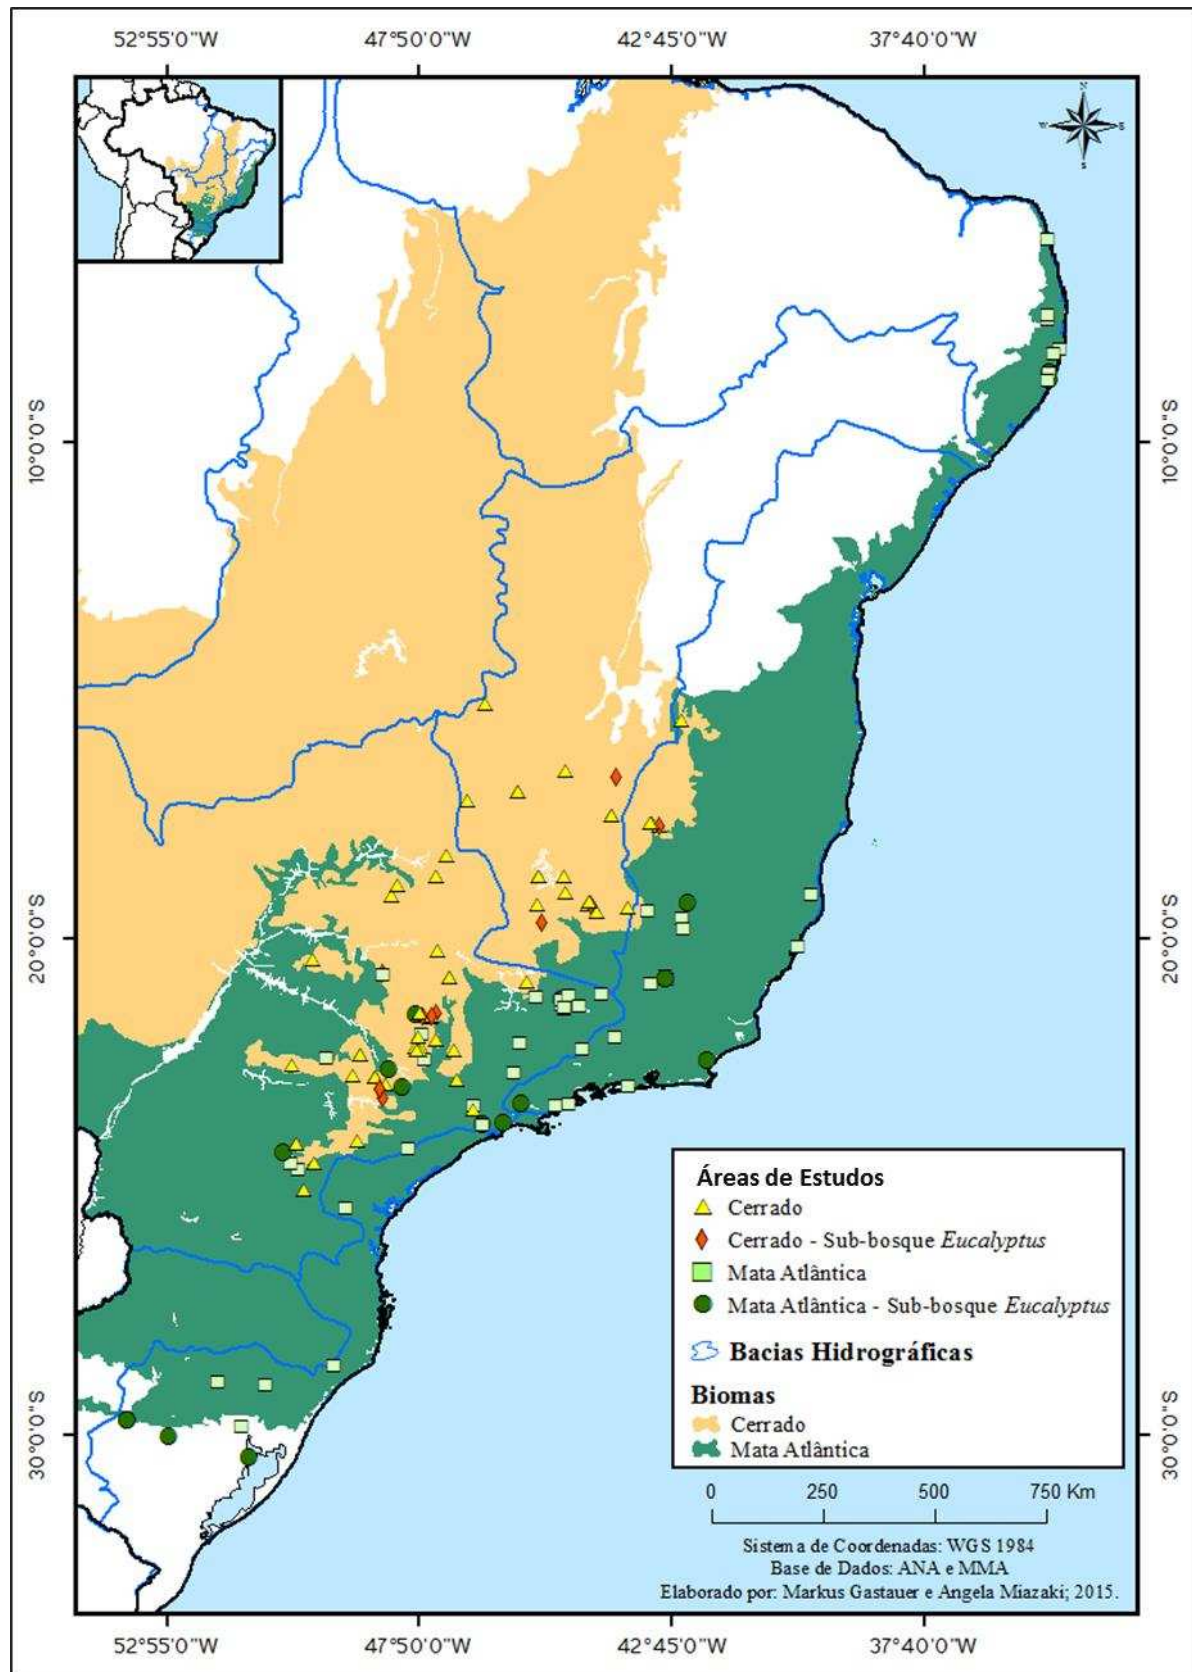 52°55'0"W 47°50'0"W 42°45'0"W 37°40'0"W
N
W E
S
10°0'0"S 10°0'0"S
20°0'0"S 20°0'0"S
30°0'0"S 30°0'0"S
Áreas de Estudos
Cerrado
Cerrado - Sub-bosque Eucalyptus
Mata Atlântica
Mata Atlântica - Sub-bosque Eucalyptus
Bacias Hidrográficas
Biomas
Cerrado
Mata Atlântica
0 250 500 750 Km
Sistema de Coordenadas: WGS 1984
Base de Dados: ANA e MMA
Elaborado por: Markus Gastauer e Angela Miazaki; 2015.
52°55'0"W 47°50'0"W 42°45'0"W 37°40'0"W